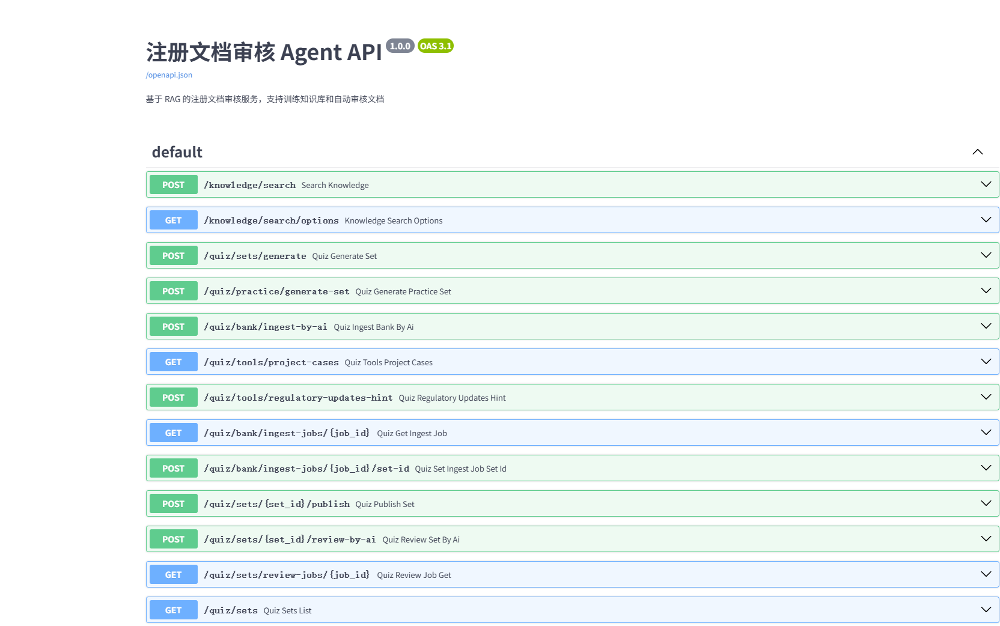 注册文档审核 Agent API 1.0.0 OAS 3.1
/openapi.json
基于 RAG 的注册文档审核服务，支持训练知识库和自动审核文档
default
POST /knowledge/search Search Knowledge
GET /knowledge/search/options Knowledge Search Options
POST /quiz/sets/generate Quiz Generate Set
POST /quiz/practice/generate-set Quiz Generate Practice Set
POST /quiz/bank/ingest-by-ai Quiz Ingest Bank By Ai
GET /quiz/tools/project-cases Quiz Tools Project Cases
POST /quiz/tools/regulatory-updates-hint Quiz Regulatory Updates Hint
GET /quiz/bank/ingest-jobs/{job_id} Quiz Get Ingest Job
POST /quiz/bank/ingest-jobs/{job_id}/set-id Quiz Set Ingest Job Set Id
POST /quiz/sets/{set_id}/publish Quiz Publish Set
POST /quiz/sets/{set_id}/review-by-ai Quiz Review Set By Ai
GET /quiz/sets/review-jobs/{job_id} Quiz Review Job Get
GET /quiz/sets Quiz Sets List